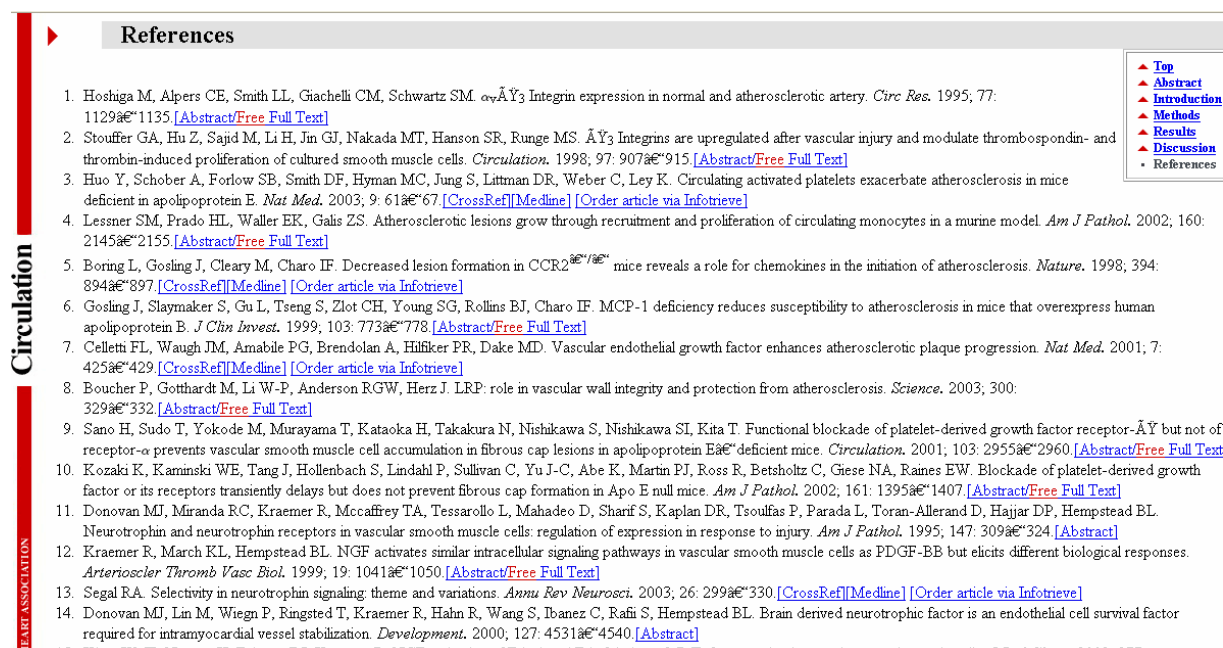 References
Top
Abstract
Introduction
Methods
Results
Discussion
References
1. Hoshiga M, Alpers CE, Smith LL, Giachelli CM, Schwartz SM. αvÃŸ3 Integrin expression in normal and atherosclerotic artery. Circ Res. 1995; 77:
1129â€“1135.[Abstract/Free Full Text]
2. Stouffer GA, Hu Z, Sajid M, Li H, Jin GJ, Nakada MT, Hanson SR, Runge MS. ÃŸ3 Integrins are upregulated after vascular injury and modulate thrombospondin- and
thrombin-induced proliferation of cultured smooth muscle cells. Circulation. 1998; 97: 907â€“915.[Abstract/Free Full Text]
3. Huo Y, Schober A, Forlow SB, Smith DF, Hyman MC, Jung S, Littman DR, Weber C, Ley K. Circulating activated platelets exacerbate atherosclerosis in mice
deficient in apolipoprotein E. Nat Med. 2003; 9: 61â€“67.[CrossRef][Medline] [Order article via Infotrieve]
4. Lessner SM, Prado HL, Waller EK, Galis ZS. Atherosclerotic lesions grow through recruitment and proliferation of circulating monocytes in a murine model. Am J Pathol. 2002; 160:
2145â€“2155.[Abstract/Free Full Text]
5. Boring L, Gosling J, Cleary M, Charo IF. Decreased lesion formation in CCR2â€“/â€“ mice reveals a role for chemokines in the initiation of atherosclerosis. Nature. 1998; 394:
894â€“897.[CrossRef][Medline] [Order article via Infotrieve]
6. Gosling J, Slaymaker S, Gu L, Tseng S, Zlot CH, Young SG, Rollins BJ, Charo IF. MCP-1 deficiency reduces susceptibility to atherosclerosis in mice that overexpress human
apolipoprotein B. J Clin Invest. 1999; 103: 773â€“778.[Abstract/Free Full Text]
7. Celletti FL, Waugh JM, Amabile PG, Brendolan A, Hilfiker PR, Dake MD. Vascular endothelial growth factor enhances atherosclerotic plaque progression. Nat Med. 2001; 7:
425â€“429.[CrossRef][Medline] [Order article via Infotrieve]
8. Boucher P, Gotthardt M, Li W-P, Anderson RGW, Herz J. LRP: role in vascular wall integrity and protection from atherosclerosis. Science. 2003; 300:
329â€“332.[Abstract/Free Full Text]
9. Sano H, Sudo T, Yokode M, Murayama T, Kataoka H, Takakura N, Nishikawa S, Nishikawa SI, Kita T. Functional blockade of platelet-derived growth factor receptor-ÃŸ but not of
receptor-α prevents vascular smooth muscle cell accumulation in fibrous cap lesions in apolipoprotein Eâ€“deficient mice. Circulation. 2001; 103: 2955â€“2960.[Abstract/Free Full Text
10. Kozaki K, Kaminski WE, Tang J, Hollenbach S, Lindahl P, Sullivan C, Yu J-C, Abe K, Martin PJ, Ross R, Betsholtz C, Giese NA, Raines EW. Blockade of platelet-derived growth
factor or its receptors transiently delays but does not prevent fibrous cap formation in Apo E null mice. Am J Pathol. 2002; 161: 1395â€“1407.[Abstract/Free Full Text]
11. Donovan MJ, Miranda RC, Kraemer R, Mccaffrey TA, Tessarollo L, Mahadeo D, Sharif S, Kaplan DR, Tsoulfas P, Parada L, Toran-Allerand D, Hajjar DP, Hempstead BL.
Neurotrophin and neurotrophin receptors in vascular smooth muscle cells: regulation of expression in response to injury. Am J Pathol. 1995; 147: 309â€“324.[Abstract]
12. Kraemer R, March KL, Hempstead BL. NGF activates similar intracellular signaling pathways in vascular smooth muscle cells as PDGF-BB but elicits different biological responses.
Arterioscler Thromb Vasc Biol. 1999; 19: 1041â€“1050.[Abstract/Free Full Text]
13. Segal RA. Selectivity in neurotrophin signaling: theme and variations. Annu Rev Neurosci. 2003; 26: 299â€“330.[CrossRef][Medline] [Order article via Infotrieve]
14. Donovan MJ, Lin M, Wiegn P, Ringsted T, Kraemer R, Hahn R, Wang S, Ibanez C, Rafii S, Hempstead BL. Brain derived neurotrophic factor is an endothelial cell survival factor
required for intramyocardial vessel stabilization. Development. 2000; 127: 4531â€“4540.[Abstract]
Circulation
HEART ASSOCIATION